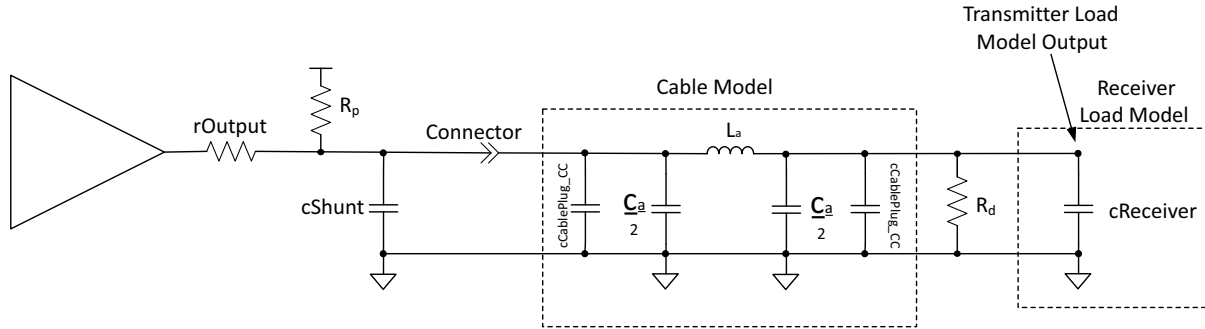 Transmitter Load
Model Output
Receiver
Load Model
Cable Model
rOutput
Rp
Connector
La
cShunt
cCablePlug_CC
Ca
2
Ca
2
cCablePlug_CC
Rd
cReceiver